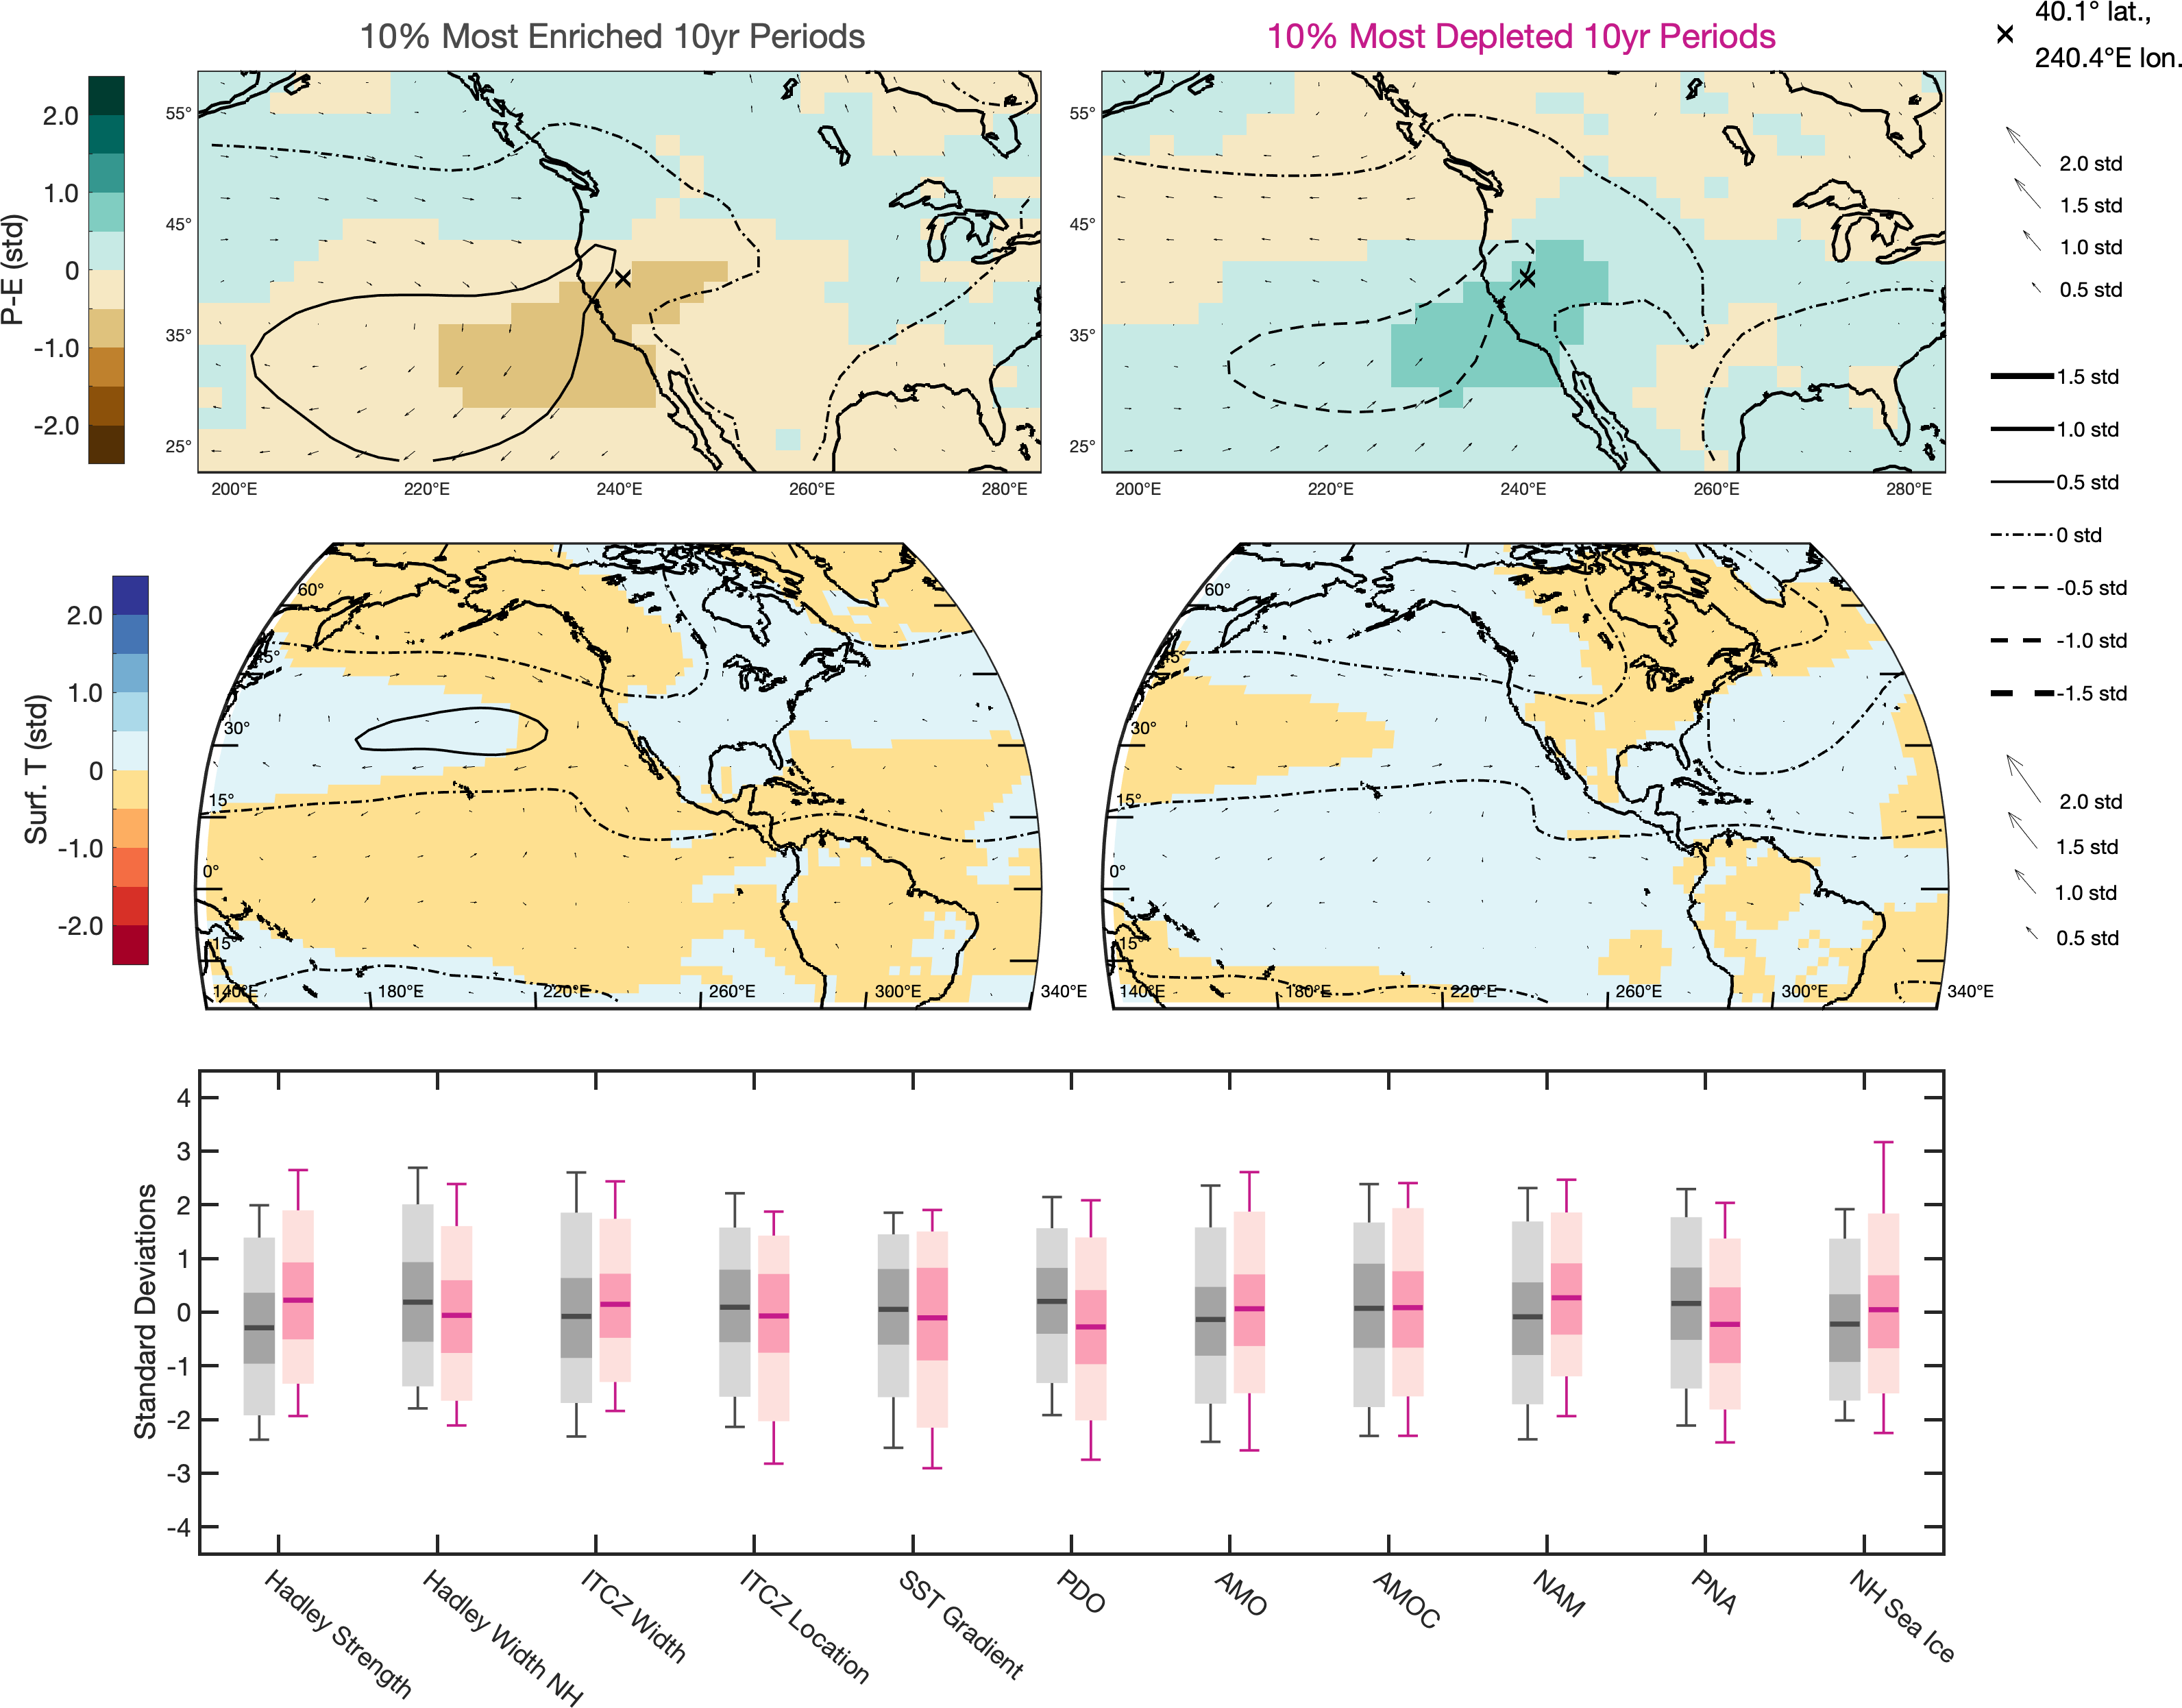 10% Most Enriched 10yr Periods
10% Most Depleted 10yr Periods
40.1° lat.,
240.4°E lon.
P-E (std)
2.0
1.0
0
-1.0
-2.0
55°
45°
35°
25°
200°E 220°E 240°E 260°E 280°E
55°
45°
35°
25°
200°E 220°E 240°E 260°E 280°E
2.0 std
1.5 std
1.0 std
0.5 std
1.5 std
1.0 std
0.5 std
0 std
-0.5 std
-1.0 std
-1.5 std
Surf. T (std)
2.0
1.0
0
-1.0
-2.0
60°
45°
30°
15°
0°
-15°
140°E 180°E 220°E 260°E 300°E 340°E
60°
45°
30°
15°
0°
-15°
140°E 180°E 220°E 260°E 300°E 340°E
2.0 std
1.5 std
1.0 std
0.5 std
Standard Deviations
4
3
2
1
0
-1
-2
-3
-4
Hadley Strength
Hadley Width NH
ITCZ Width
ITCZ Location
SST Gradient
PDO
AMO
AMOC
NAM
PNA
NH Sea Ice